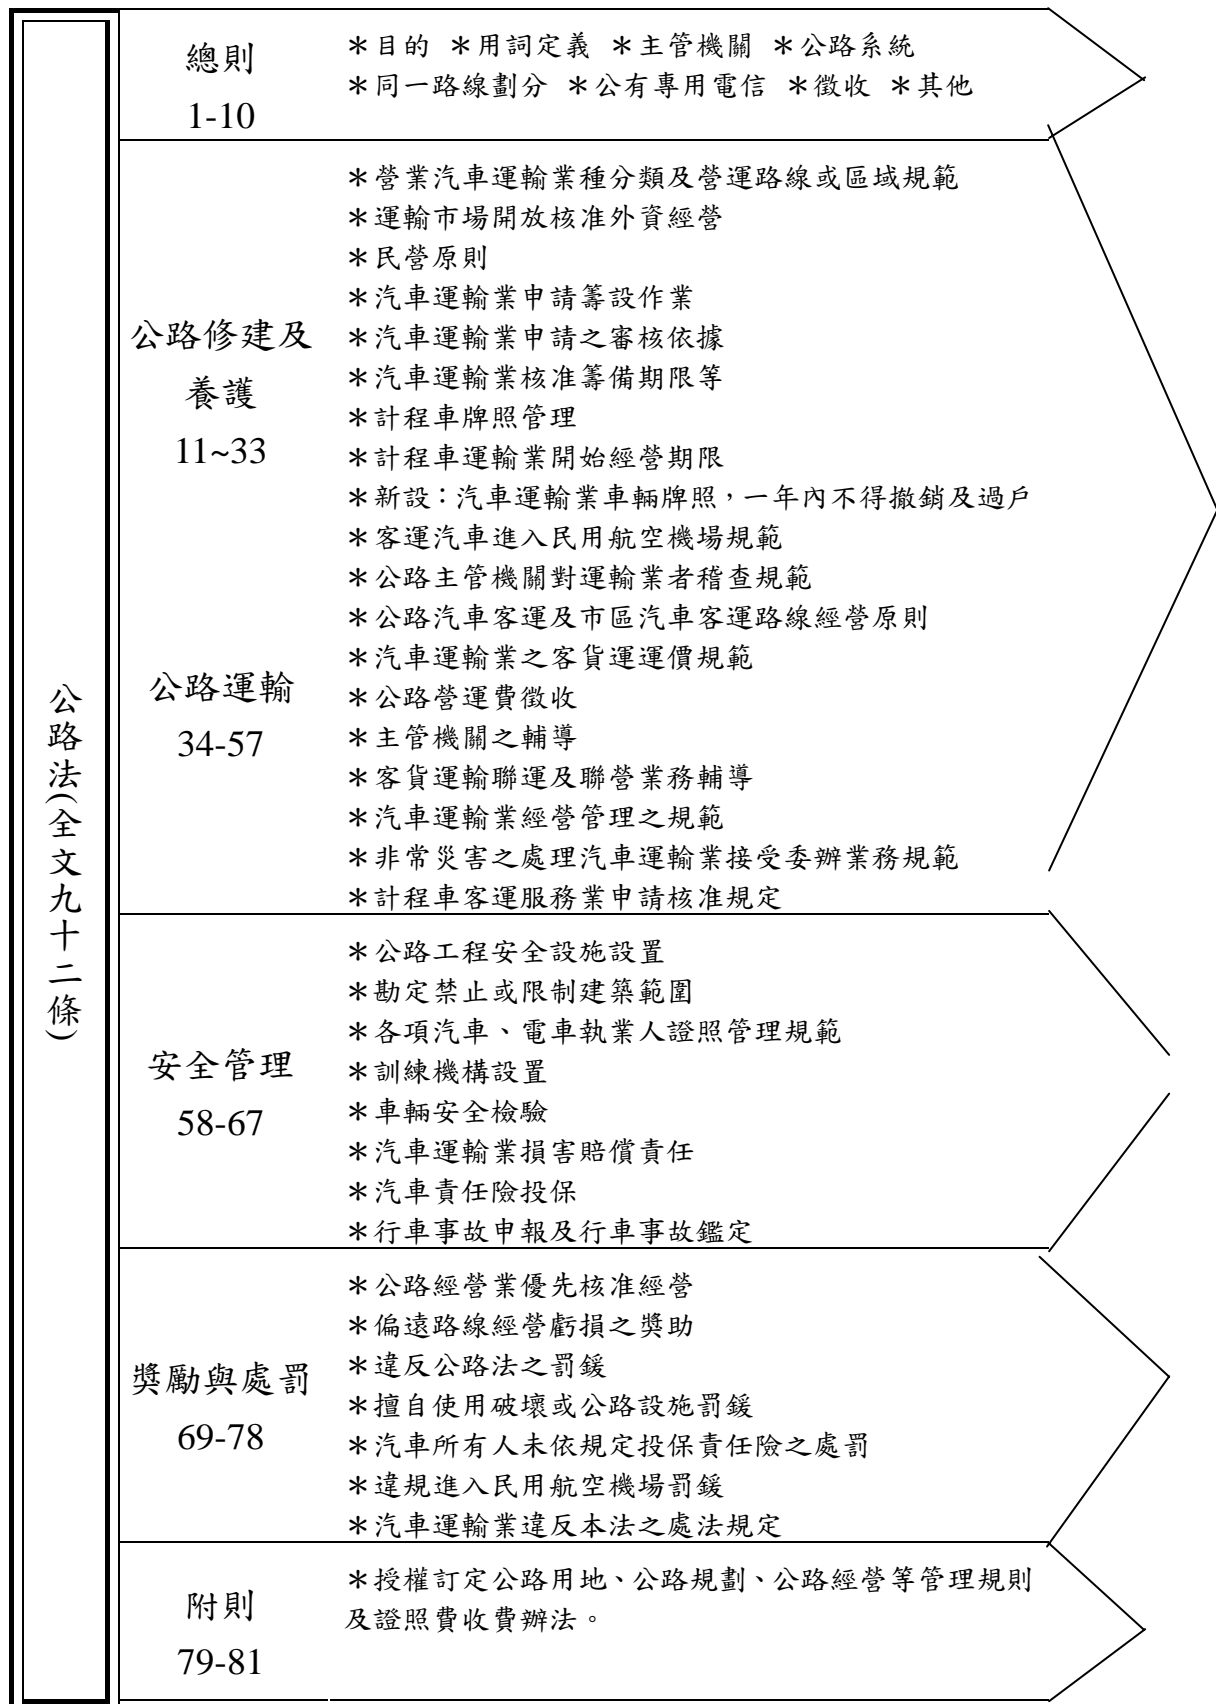 公路法(全文九十二條)
總則
1-10
＊目的 ＊用詞定義 ＊主管機關 ＊公路系統
＊同一路線劃分 ＊公有專用電信 ＊徵收 ＊其他
公路修建及
養護
11~33
公路運輸
34-57
＊營業汽車運輸業種分類及營運路線或區域規範
＊運輸市場開放核准外資經營
＊民營原則
＊汽車運輸業申請籌設作業
＊汽車運輸業申請之審核依據
＊汽車運輸業核准籌備期限等
＊計程車牌照管理
＊計程車運輸業開始經營期限
＊新設：汽車運輸業車輛牌照，一年內不得撤銷及過戶
＊客運汽車進入民用航空機場規範
＊公路主管機關對運輸業者稽查規範
＊公路汽車客運及市區汽車客運路線經營原則
＊汽車運輸業之客貨運運價規範
＊公路營運費徵收
＊主管機關之輔導
＊客貨運輸聯運及聯營業務輔導
＊汽車運輸業經營管理之規範
＊非常災害之處理汽車運輸業接受委辦業務規範
＊計程車客運服務業申請核准規定
安全管理
58-67
＊公路工程安全設施設置
＊勘定禁止或限制建築範圍
＊各項汽車、電車執業人證照管理規範
＊訓練機構設置
＊車輛安全檢驗
＊汽車運輸業損害賠償責任
＊汽車責任險投保
＊行車事故申報及行車事故鑑定
獎勵與處罰
69-78
＊公路經營業優先核准經營
＊偏遠路線經營虧損之獎助
＊違反公路法之罰鍰
＊擅自使用破壞或公路設施罰鍰
＊汽車所有人未依規定投保責任險之處罰
＊違規進入民用航空機場罰鍰
＊汽車運輸業違反本法之處法規定
附則
79-81
＊授權訂定公路用地、公路規劃、公路經營等管理規則
及證照費收費辦法。